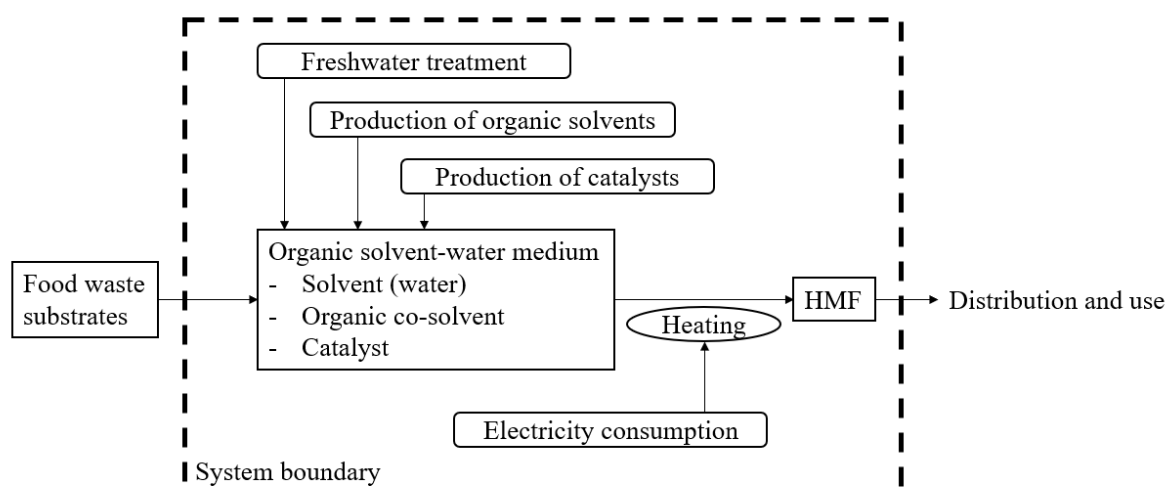 Freshwater treatment
Production of organic solvents
Production of catalysts
Organic solvent-water medium
- Solvent (water)
- Organic co-solvent
- Catalyst
Food waste
substrates
Heating
HMF
Distribution and use
Electricity consumption
System boundary